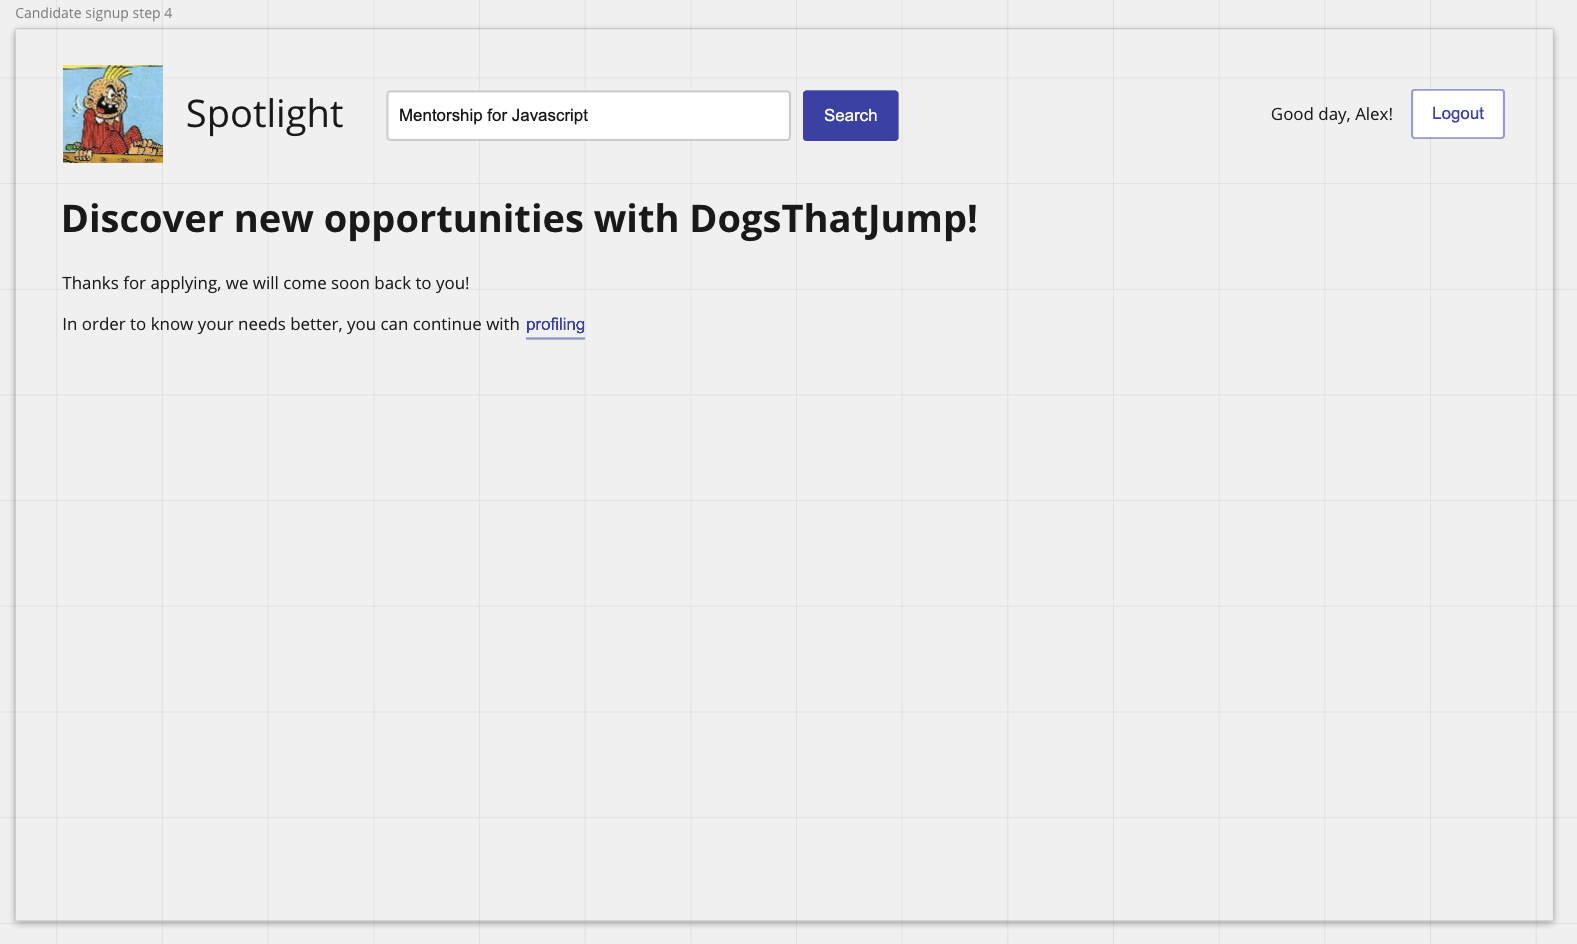 Candidate signup step 4
Spotlight
Mentorship for Javascript
Search
Good day, Alex!
Logout
Discover new opportunities with DogsThatJump!
Thanks for applying, we will come soon back to you!
In order to know your needs better, you can continue with profiling